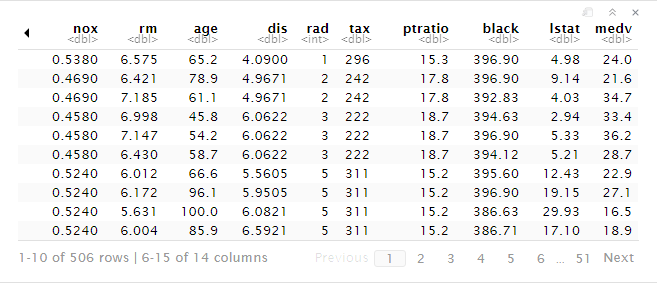 nox rm age dis rad tax ptratio black lstat medv
<dbl> <dbl> <dbl> <dbl> <int> <dbl> <dbl> <dbl> <dbl> <dbl>
0.5380 6.575 65.2 4.0900 1 296 15.3 396.90 4.98 24.0
0.4690 6.421 78.9 4.9671 2 242 17.8 396.90 9.14 21.6
0.4690 7.185 61.1 4.9671 2 242 17.8 392.83 4.03 34.7
0.4580 6.998 45.8 6.0622 3 222 18.7 394.63 2.94 33.4
0.4580 7.147 54.2 6.0622 3 222 18.7 396.90 5.33 36.2
0.4580 6.430 58.7 6.0622 3 222 18.7 394.12 5.21 28.7
0.5240 6.012 66.6 5.5605 5 311 15.2 395.60 12.43 22.9
0.5240 6.172 96.1 5.9505 5 311 15.2 396.90 19.15 27.1
0.5240 5.631 100.0 6.0821 5 311 15.2 386.63 29.93 16.5
0.5240 6.004 85.9 6.5921 5 311 15.2 386.71 17.10 18.9
1-10 of 506 rows | 6-15 of 14 columns Previous 1 2 3 4 5 6 ... 51 Next